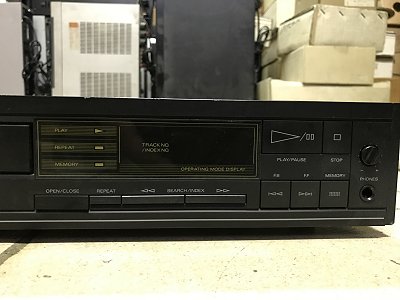 PLAY
REPEAT
MEMORY
TRACK NO
/INDEX NO
OPERATING MODE DISPLAY
PLAY/PAUSE
STOP
FB
FF
MEMORY
PHONES
OPEN/CLOSE
REPEAT
SEARCH/INDEX